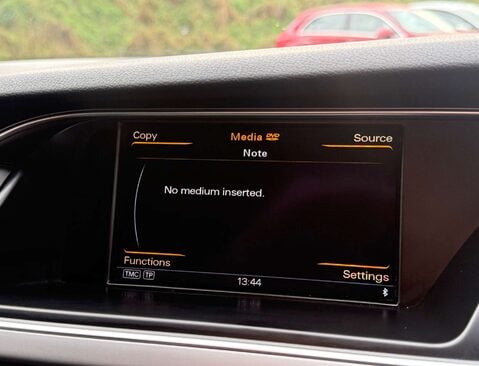 Copy
Media DVD
Source
Note
No medium inserted.
Functions
Settings
TMC TP
13:44